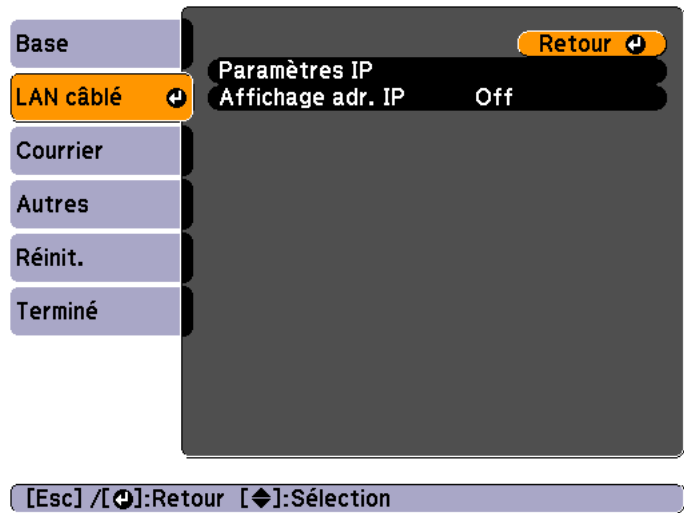 Base
LAN câblé
Courrier
Autres
Réinit.
Terminé
Retour
Paramètres IP
Affichage adr. IP Off
[Esc] /[⏎]:Retour [◆]:Sélection